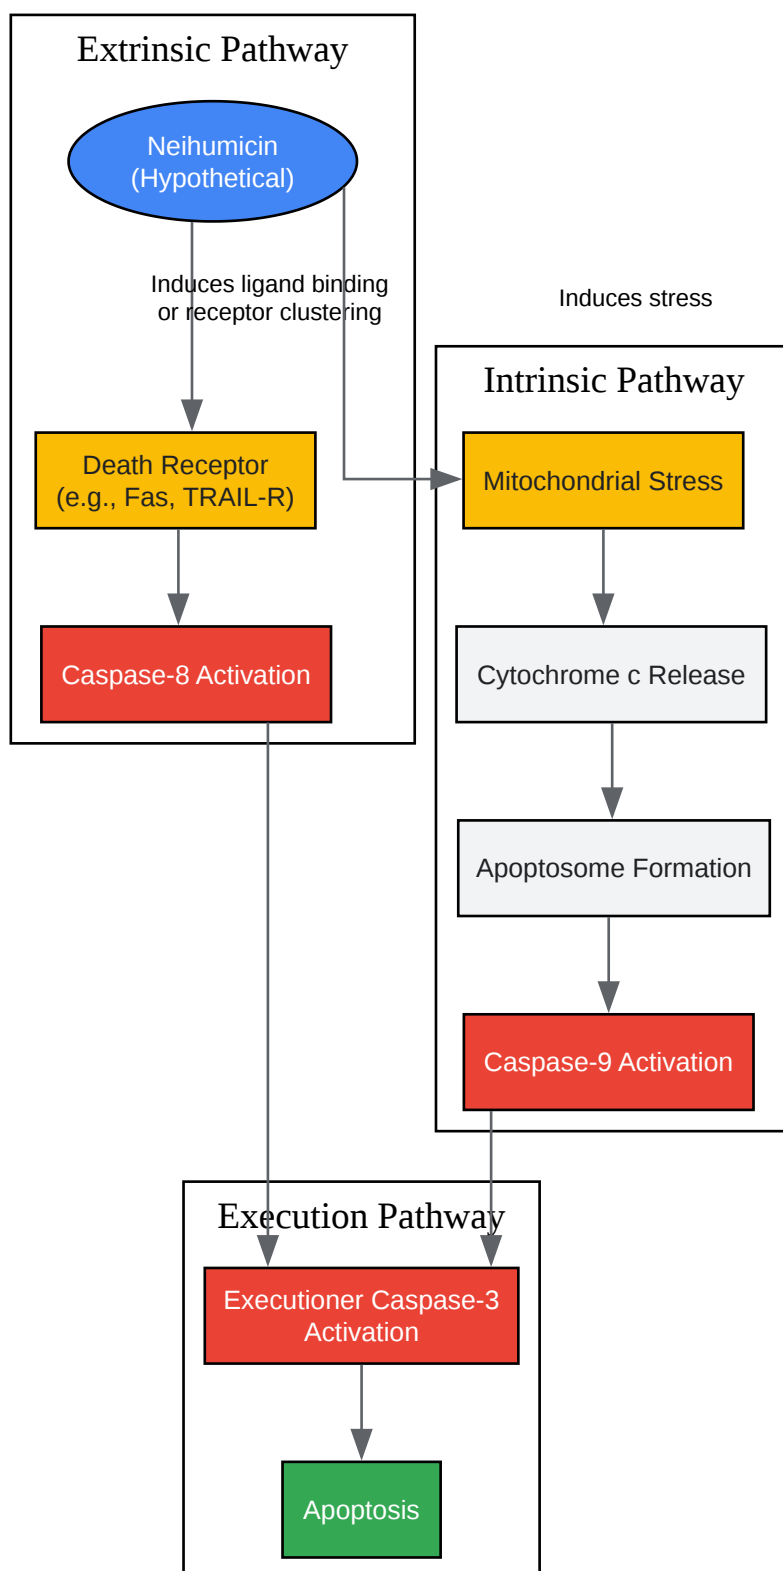 Extrinsic Pathway
Neihumicin
(Hypothetical)
Induces ligand binding
or receptor clustering
Induces stress
Intrinsic Pathway
Death Receptor
(e.g., Fas, TRAIL-R)
Mitochondrial Stress
Caspase-8 Activation
Cytochrome c Release
Apoptosome Formation
Caspase-9 Activation
Execution Pathway
Executioner Caspase-3
Activation
Apoptosis